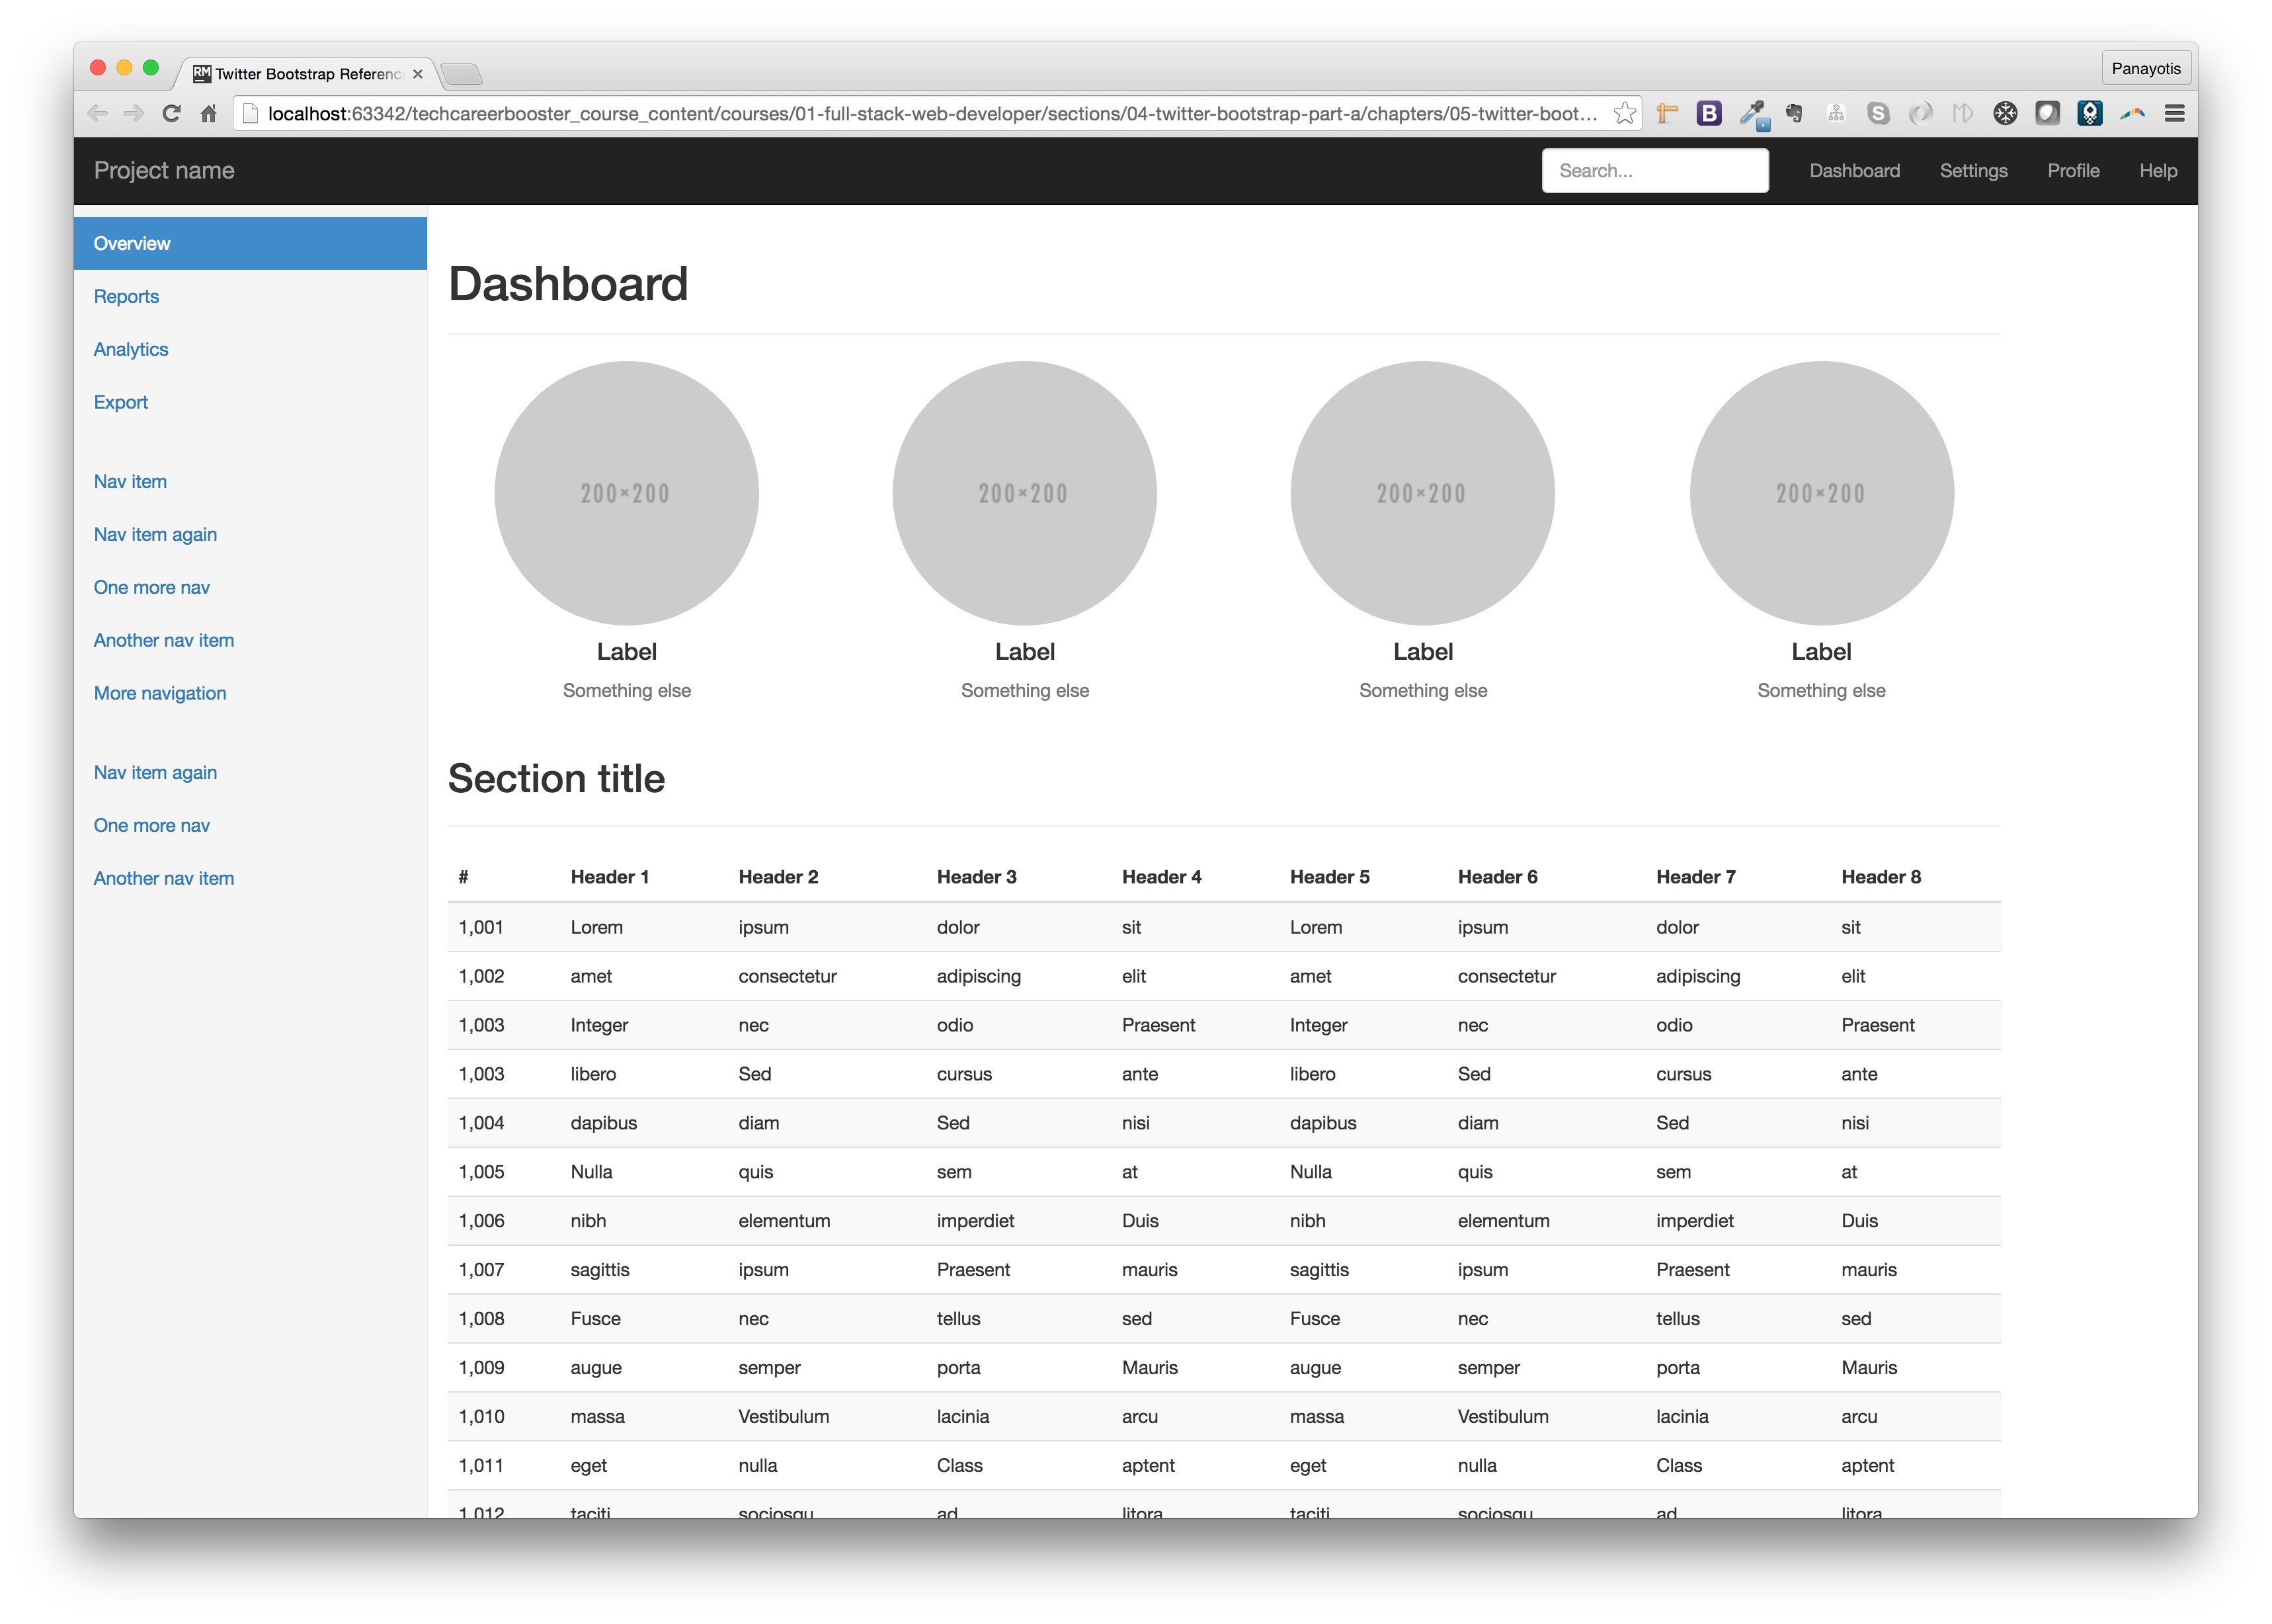 Twitter Bootstrap Referenc
Panayotis
localhost:63342/techcareerbooster_course_content/courses/01-full-stack-web-developer/sections/04-twitter-bootstrap-part-a/chapters/05-twitter-boot...
Project name Search... Dashboard Settings Profile Help
Overview
Reports
Analytics
Export
Nav item
Nav item again
One more nav
Another nav item
More navigation
Nav item again
One more nav
Another nav item
Dashboard
200×200 200×200 200×200 200×200
Label Label Label Label
Something else Something else Something else Something else
Section title
# Header 1 Header 2 Header 3 Header 4 Header 5 Header 6 Header 7 Header 8
1,001 Lorem ipsum dolor sit Lorem ipsum dolor sit
1,002 amet consectetur adipiscing elit amet consectetur adipiscing elit
1,003 Integer nec odio Praesent Integer nec odio Praesent
1,003 libero Sed cursus ante libero Sed cursus ante
1,004 dapibus diam Sed nisi dapibus diam Sed nisi
1,005 Nulla quis sem at Nulla quis sem at
1,006 nibh elementum imperdiet Duis nibh elementum imperdiet Duis
1,007 sagittis ipsum Praesent mauris sagittis ipsum Praesent mauris
1,008 Fusce nec tellus sed Fusce nec tellus sed
1,009 augue semper porta Mauris augue semper porta Mauris
1,010 massa Vestibulum lacinia arcu massa Vestibulum lacinia arcu
1,011 eget nulla Class aptent eget nulla Class aptent
1,012 taciti sociosqu ad litora taciti sociosqu ad litora